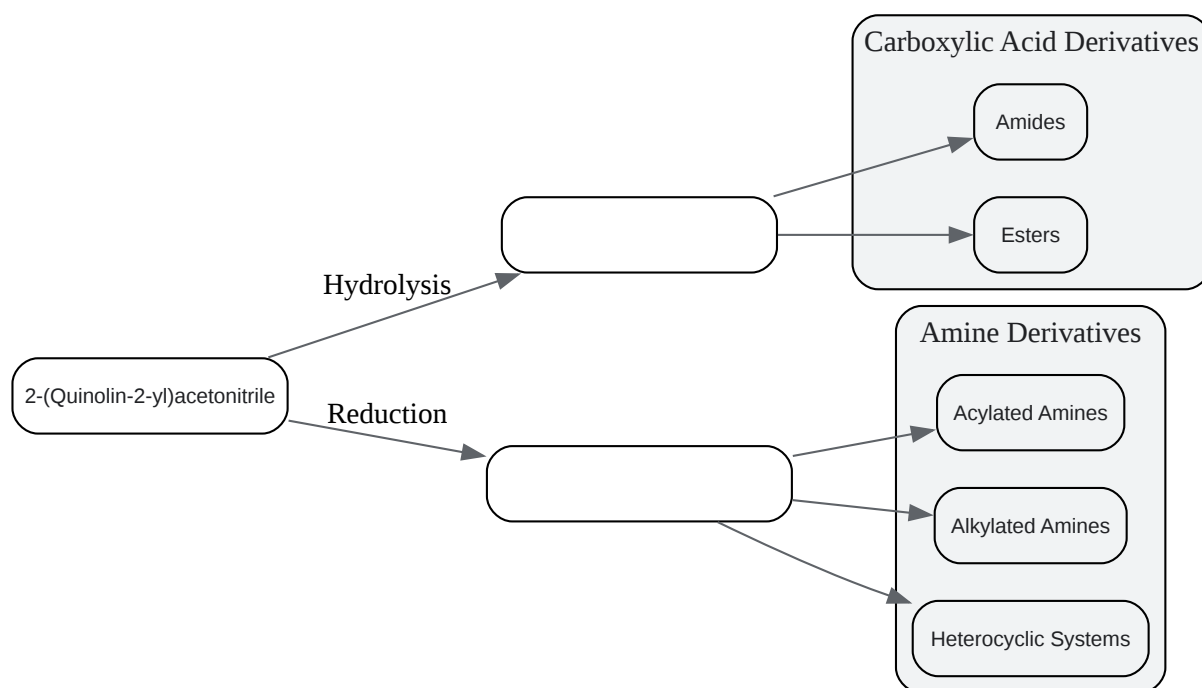 Carboxylic Acid Derivatives
Amides
Esters
Hydrolysis
Amine Derivatives
2-(Quinolin-2-yl)acetonitrile
Reduction
Acylated Amines
Alkylated Amines
Heterocyclic Systems